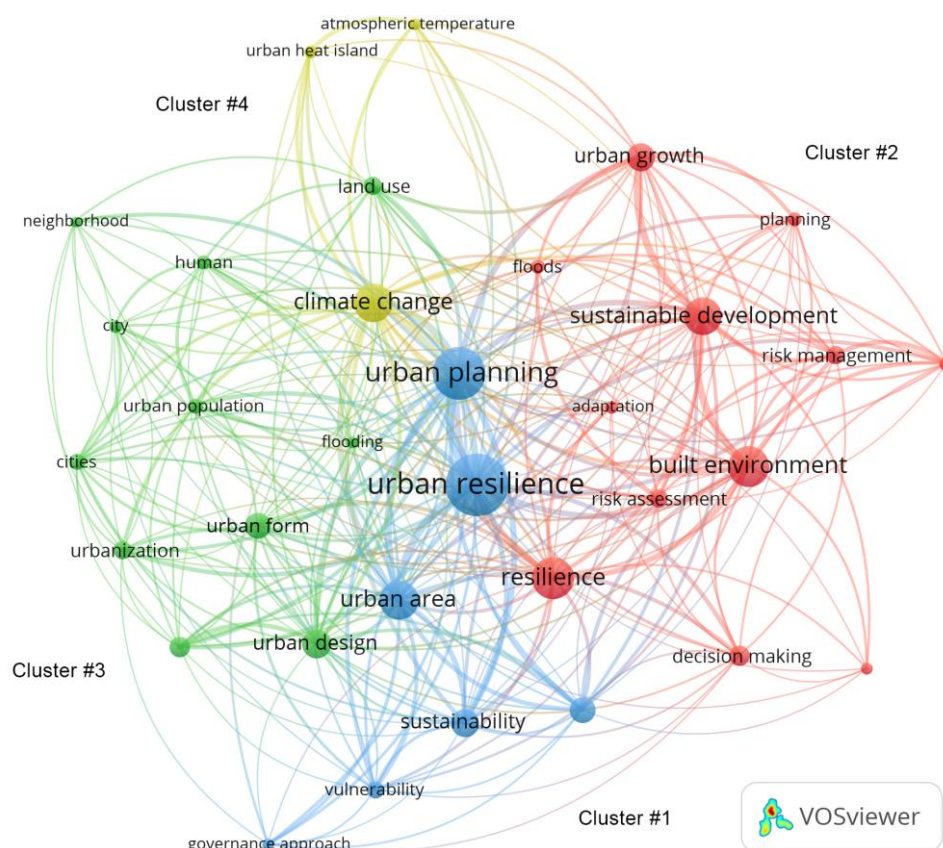 atmospheric temperature
urban heat island
Cluster #4
urban growth
Cluster #2
land use
neighborhood
planning
human
floods
climate change
sustainable development
city
risk management
urban planning
urban population
adaptation
flooding
cities
built environment
urban resilience
risk assessment
urban form
urbanization
resilience
urban area
urban design
decision making
Cluster #3
sustainability
vulnerability
Cluster #1
VOSviewer
governance approach